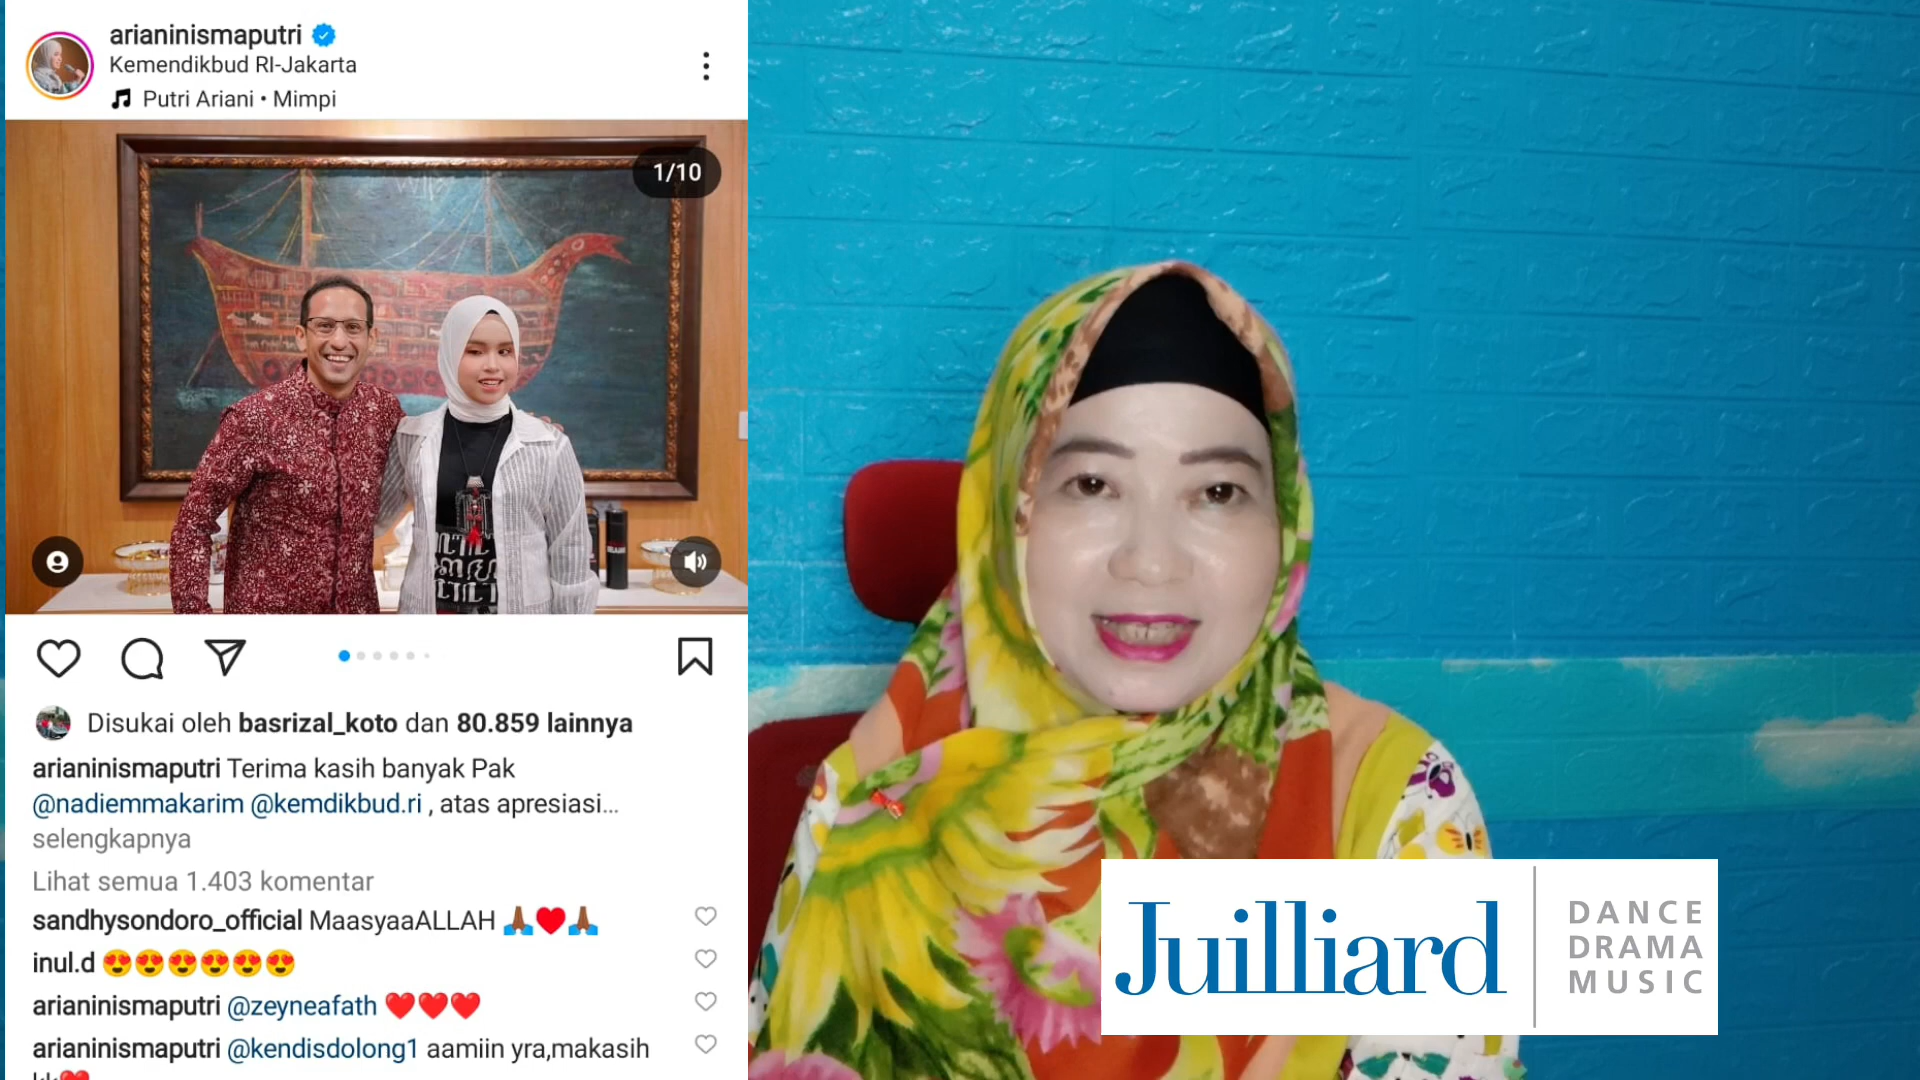 arianinismaputri
Kemendikbud RI-Jakarta
Putri Ariani • Mimpi
1/10
Disukai oleh basrizal_koto dan 80.859 lainnya
arianinismaputri Terima kasih banyak Pak
@nadiemmakarim @kemdikbud.ri , atas apresiasi...
selengkapnya
Lihat semua 1.403 komentar
sandhysondoro_official MaasyaaALLAH 🙏🏾❤️🙏🏾
inul.d 😍😍😍😍😍😍
arianinismaputri @zeyneafath ❤️❤️❤️
arianinismaputri @kendisdolong1 aamiin yra,makasih
Juilliard
DANCE
DRAMA
MUSIC